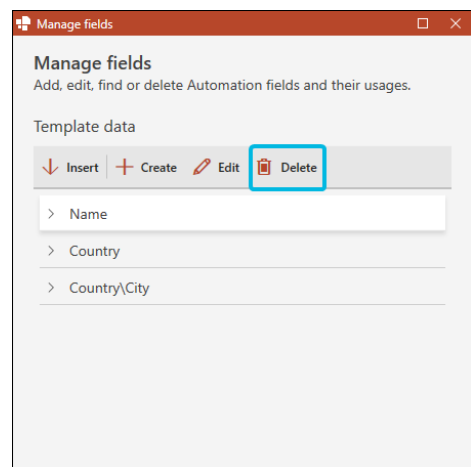 Manage fields
Manage fields
Add, edit, find or delete Automation fields and their usages.
Template data
Insert Create Edit Delete
Name
Country
Country\City